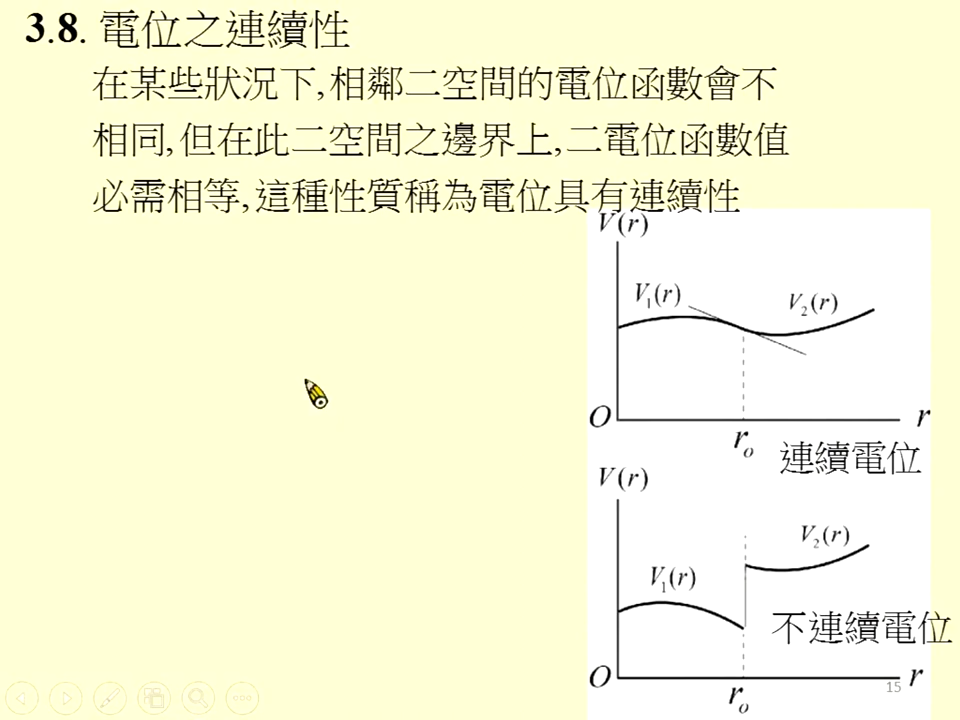 3.8. 電位之連續性
在某些狀況下,相鄰二空間的電位函數會不
相同,但在此二空間之邊界上,二電位函數值
必需相等,這種性質稱為電位具有連續性
V(r)
V₁(r)
V₂(r)
O
r
rₒ
連續電位
V(r)
V₂(r)
V₁(r)
不連續電位
O
r
rₒ
15